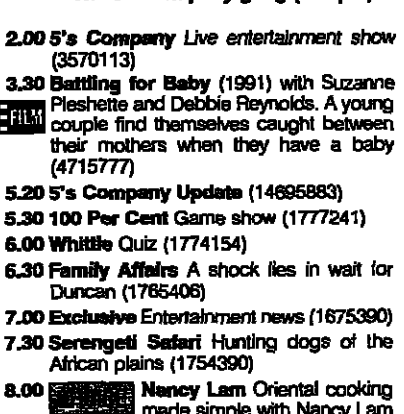 2.00 5's Company Live entertainment show
(3570113)
3.30 Battling for Baby (1991) with Suzanne
FILM Pleshette and Debbie Reynolds. A young
couple find themselves caught between
their mothers when they have a baby
(4715777)
5.20 5's Company Update (14695883)
5.30 100 Per Cent Game show (1777241)
6.00 Whittle Quiz (1774154)
6.30 Family Affairs A shock lies in wait for
Duncan (1765406)
7.00 Exclusive Entertainment news (1675390)
7.30 Serengeti Safari Hunting dogs of the
African plains (1754390)
8.00 Nancy Lam Oriental cooking
made simple with Nancy Lam